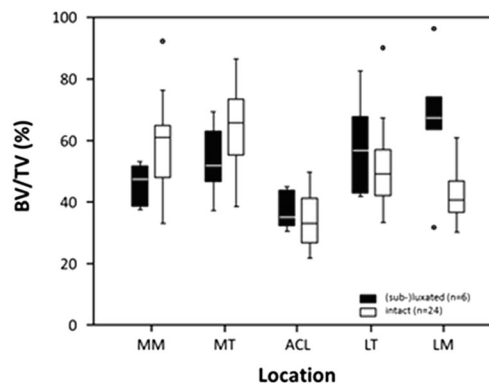 100
80
60
40
20
0
BV/TV (%)
(sub-)luxated (n=6)
intact (n=24)
MM MT ACL LT LM
Location